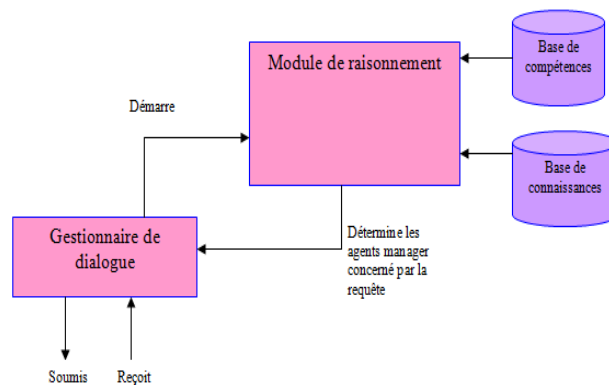 Base de
compétences
Module de raisonnement
Démarre
Base de
connaissances
Gestionnaire de
dialogue
Détermine les
agents manager
concerné par la
requête
Soumis
Reçoit